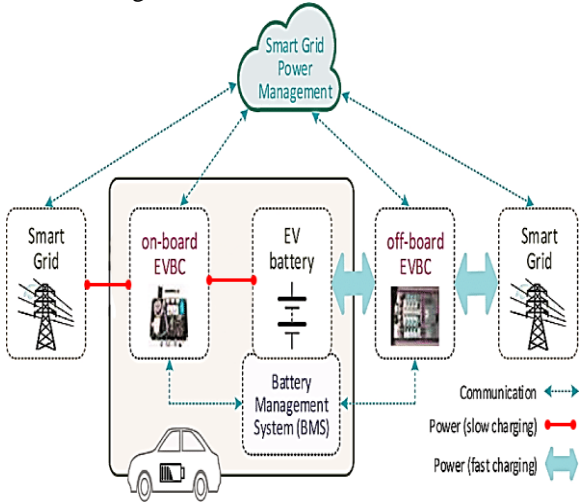 Smart Grid
Power
Management
Smart
Grid
on-board
EVBC
EV
battery
off-board
EVBC
Smart
Grid
Battery
Management
System (BMS)
Communication
Power (slow charging)
Power (fast charging)